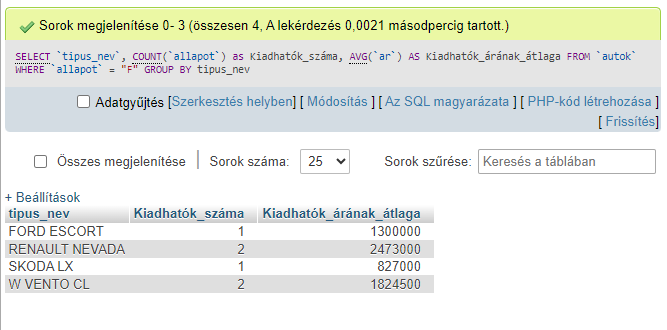 Sorok megjelenítése 0- 3 (összesen 4, A lekérdezés 0,0021 másodpercig tartott.)
SELECT `tipus_nev`, COUNT(`allapot`) as Kiadhatók_száma, AVG(`ar`) AS Kiadhatók_árának_átlaga FROM `autok`
WHERE `allapot` = "F" GROUP BY tipus_nev
Adatgyűjtés [Szerkesztés helyben] [ Módosítás ] [ Az SQL magyarázata ] [ PHP-kód létrehozása ]
[ Frissítés]
Összes megjelenítése Sorok száma: 25 Sorok szűrése: Keresés a táblában
+ Beállítások
tipus_nev Kiadhatók_száma Kiadhatók_árának_átlaga
FORD ESCORT 1 1300000
RENAULT NEVADA 2 2473000
SKODA LX 1 827000
W VENTO CL 2 1824500